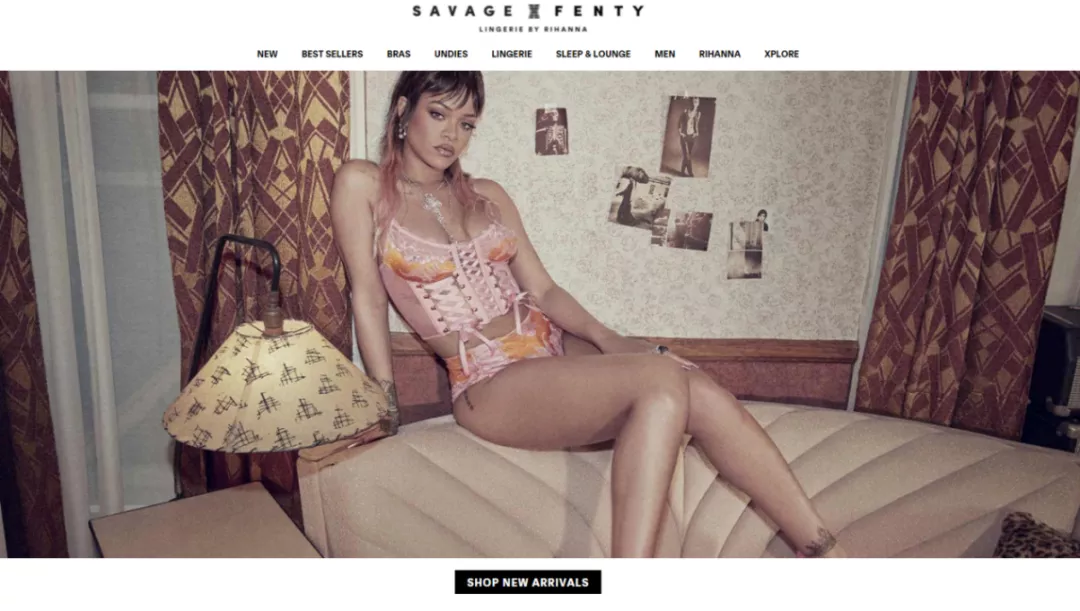 SAVAGE X FENTY
LINGERIE BY RIHANNA
NEW BEST SELLERS BRAS UNDIES LINGERIE SLEEP & LOUNGE MEN RIHANNA XPLORE
SHOP NEW ARRIVALS